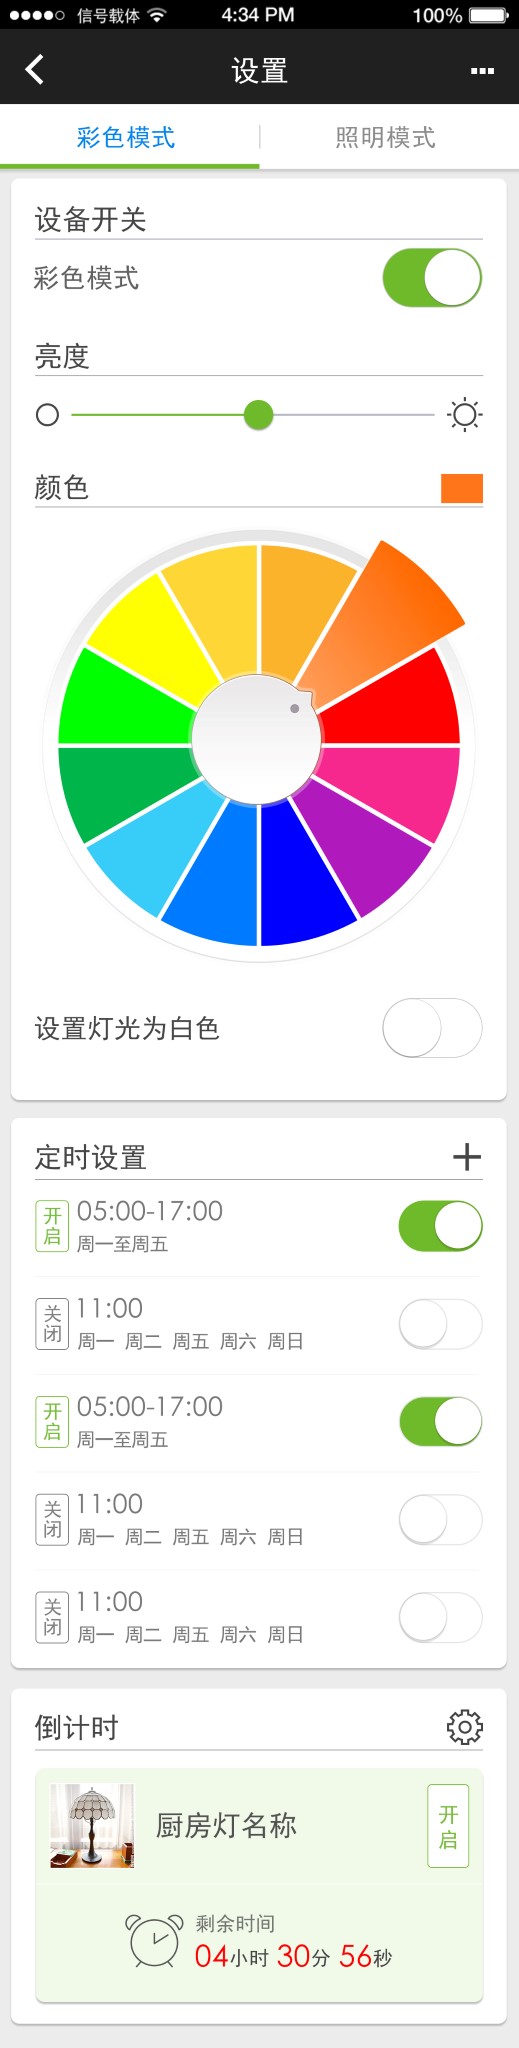 信号载体 4:34 PM 100%
设置
彩色模式 照明模式
设备开关
彩色模式
亮度
颜色
设置灯光为白色
定时设置
开启 05:00-17:00
周一至周五
关闭 11:00
周一 周二 周五 周六 周日
开启 05:00-17:00
周一至周五
关闭 11:00
周一 周二 周五 周六 周日
关闭 11:00
周一 周二 周五 周六 周日
倒计时
厨房灯名称 开启
剩余时间
04小时 30分 56秒